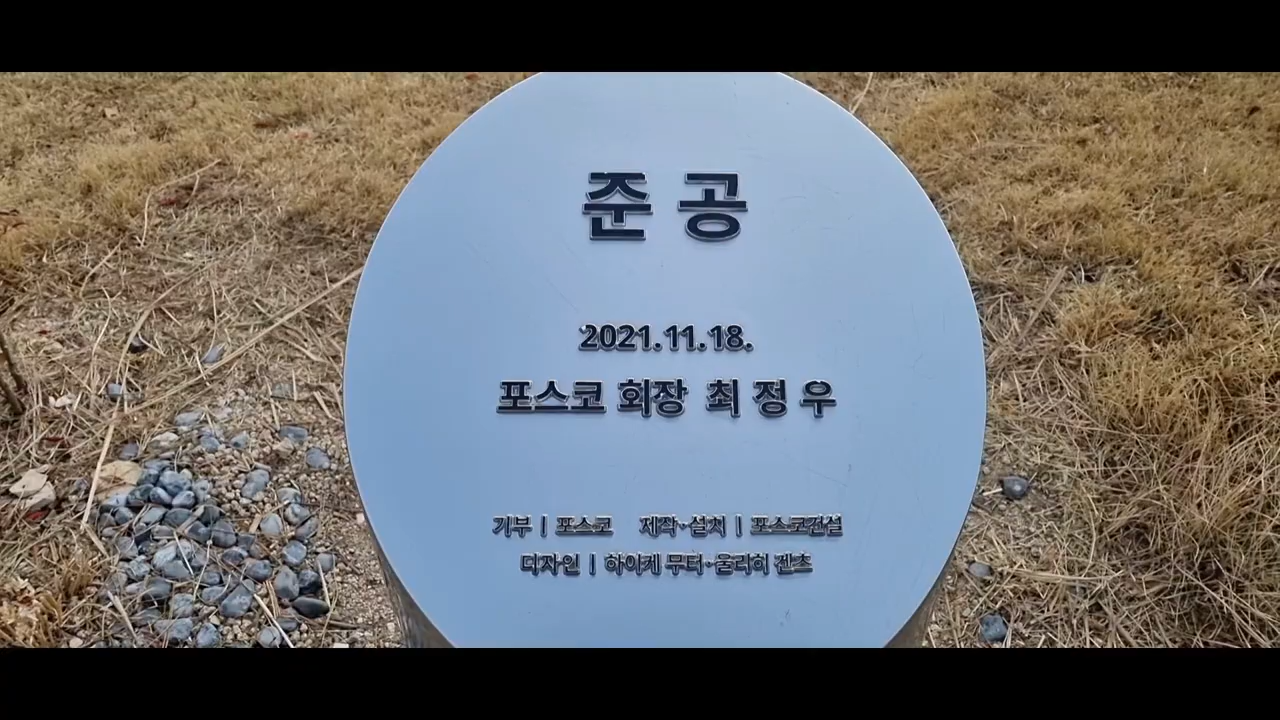 준공
2021.11.18.
포스코 회장 최정우
기부 | 포스코 제작·설치 | 포스코건설
디자인 | 하이케 무터·울리히 겐츠